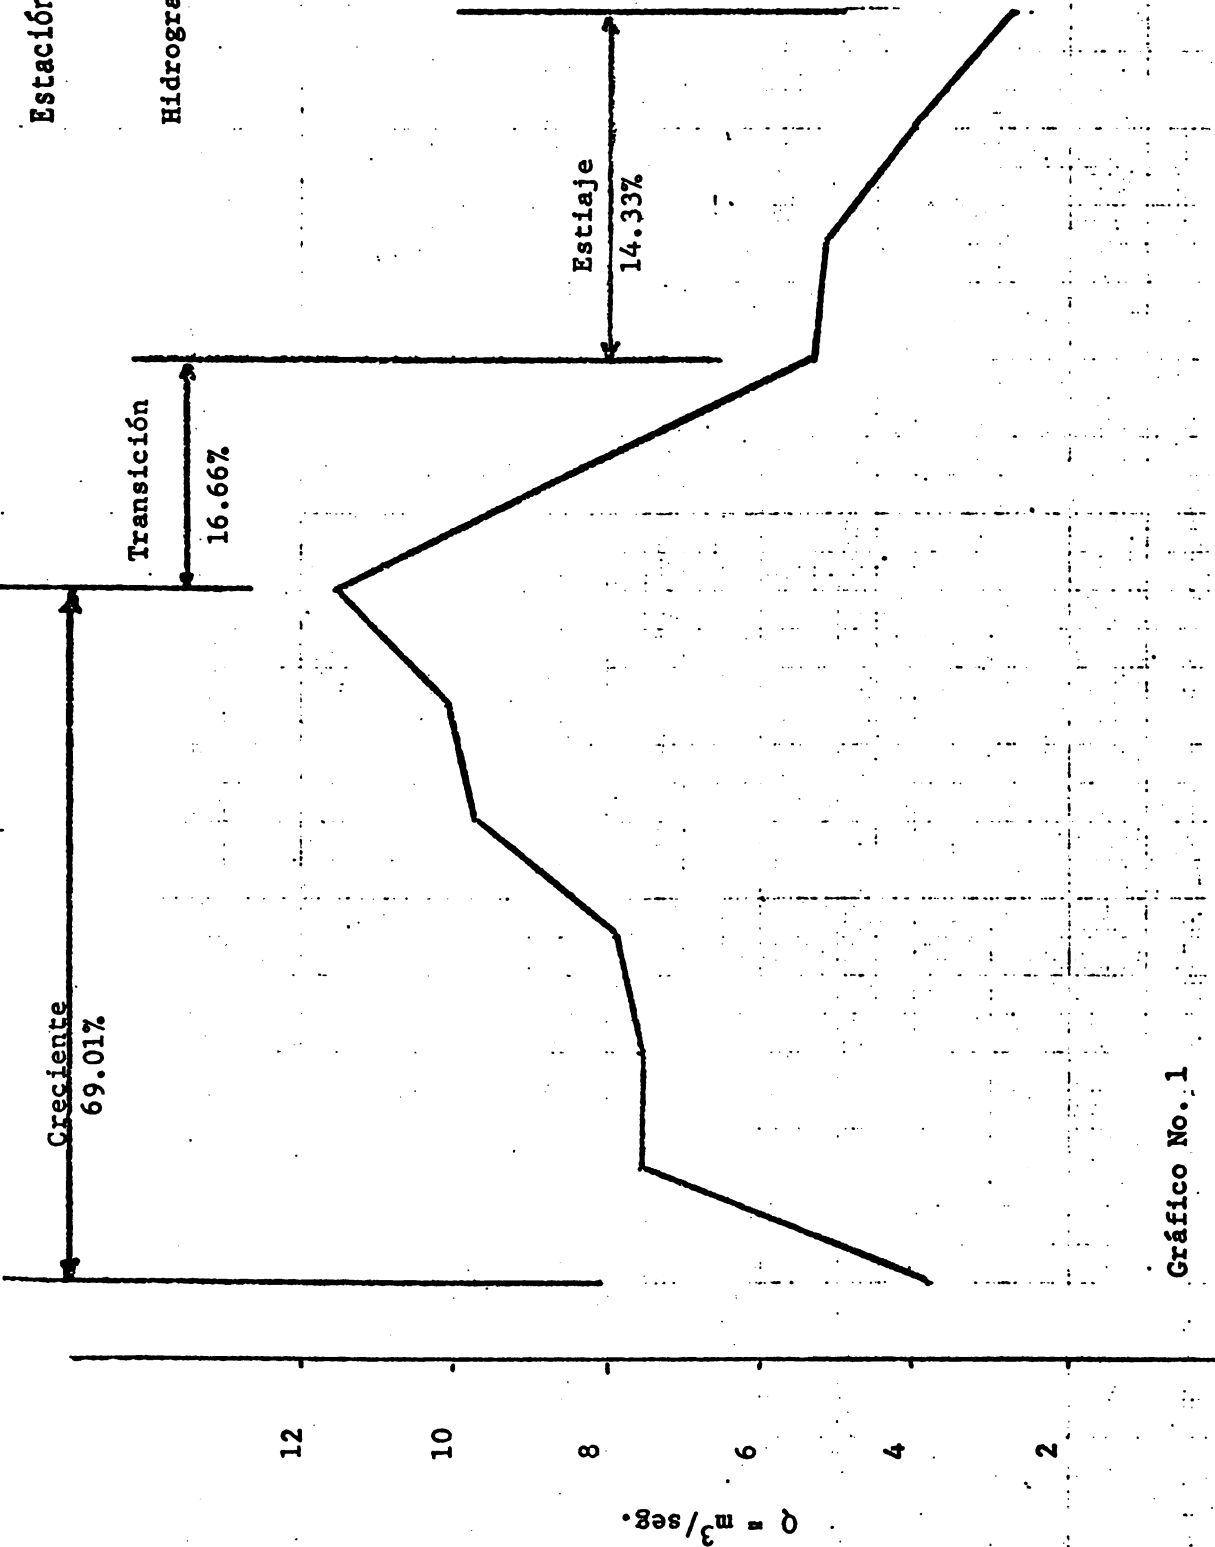 Estación
Hidrogra
Creciente
69.01%
Transición
16.66%
Estiaje
14.33%
12
10
8
6
4
2
Q = m³/seg.
Gráfico No. 1